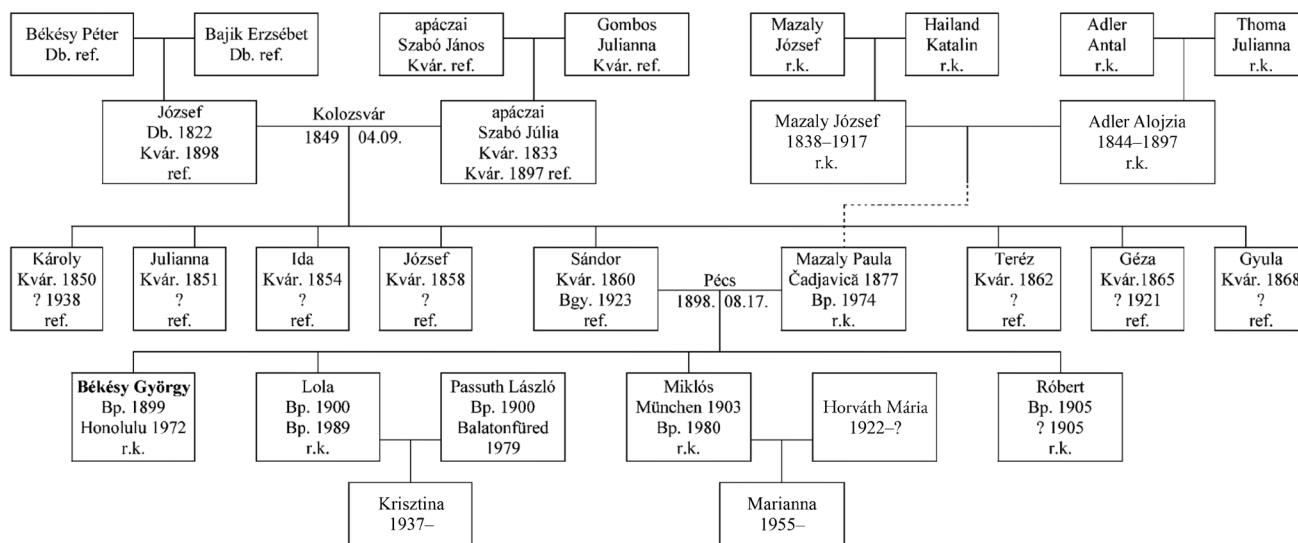 Békésy Péter
Db. ref.
Bajik Erzsébet
Db. ref.
apáczai
Szabó János
Kvár. ref.
Gombos
Julianna
Kvár. ref.
Mazaly
József
r.k.
Hailand
Katalin
r.k.
Adler
Antal
r.k.
Thoma
Julianna
r.k.
József
Db. 1822
Kvár. 1898
ref.
Kolozsvár
1849 04.09.
apáczai
Szabó Júlia
Kvár. 1833
Kvár. 1897 ref.
Mazaly József
1838–1917
r.k.
Adler Alojzia
1844–1897
r.k.
Károly
Kvár. 1850
? 1938
ref.
Julianna
Kvár. 1851
?
ref.
Ida
Kvár. 1854
?
ref.
József
Kvár. 1858
?
ref.
Sándor
Kvár. 1860
Bgy. 1923
ref.
Pécs
1898. 08.17.
Mazaly Paula
Čadjavică 1877
Bp. 1974
r.k.
Teréz
Kvár. 1862
?
ref.
Géza
Kvár.1865
? 1921
ref.
Gyula
Kvár. 1868
?
ref.
Békésy György
Bp. 1899
Honolulu 1972
r.k.
Lola
Bp. 1900
Bp. 1989
r.k.
Passuth László
Bp. 1900
Balatonfüred
1979
Miklós
München 1903
Bp. 1980
r.k.
Horváth Mária
1922–?
Róbert
Bp. 1905
? 1905
r.k.
Krisztina
1937–
Marianna
1955–